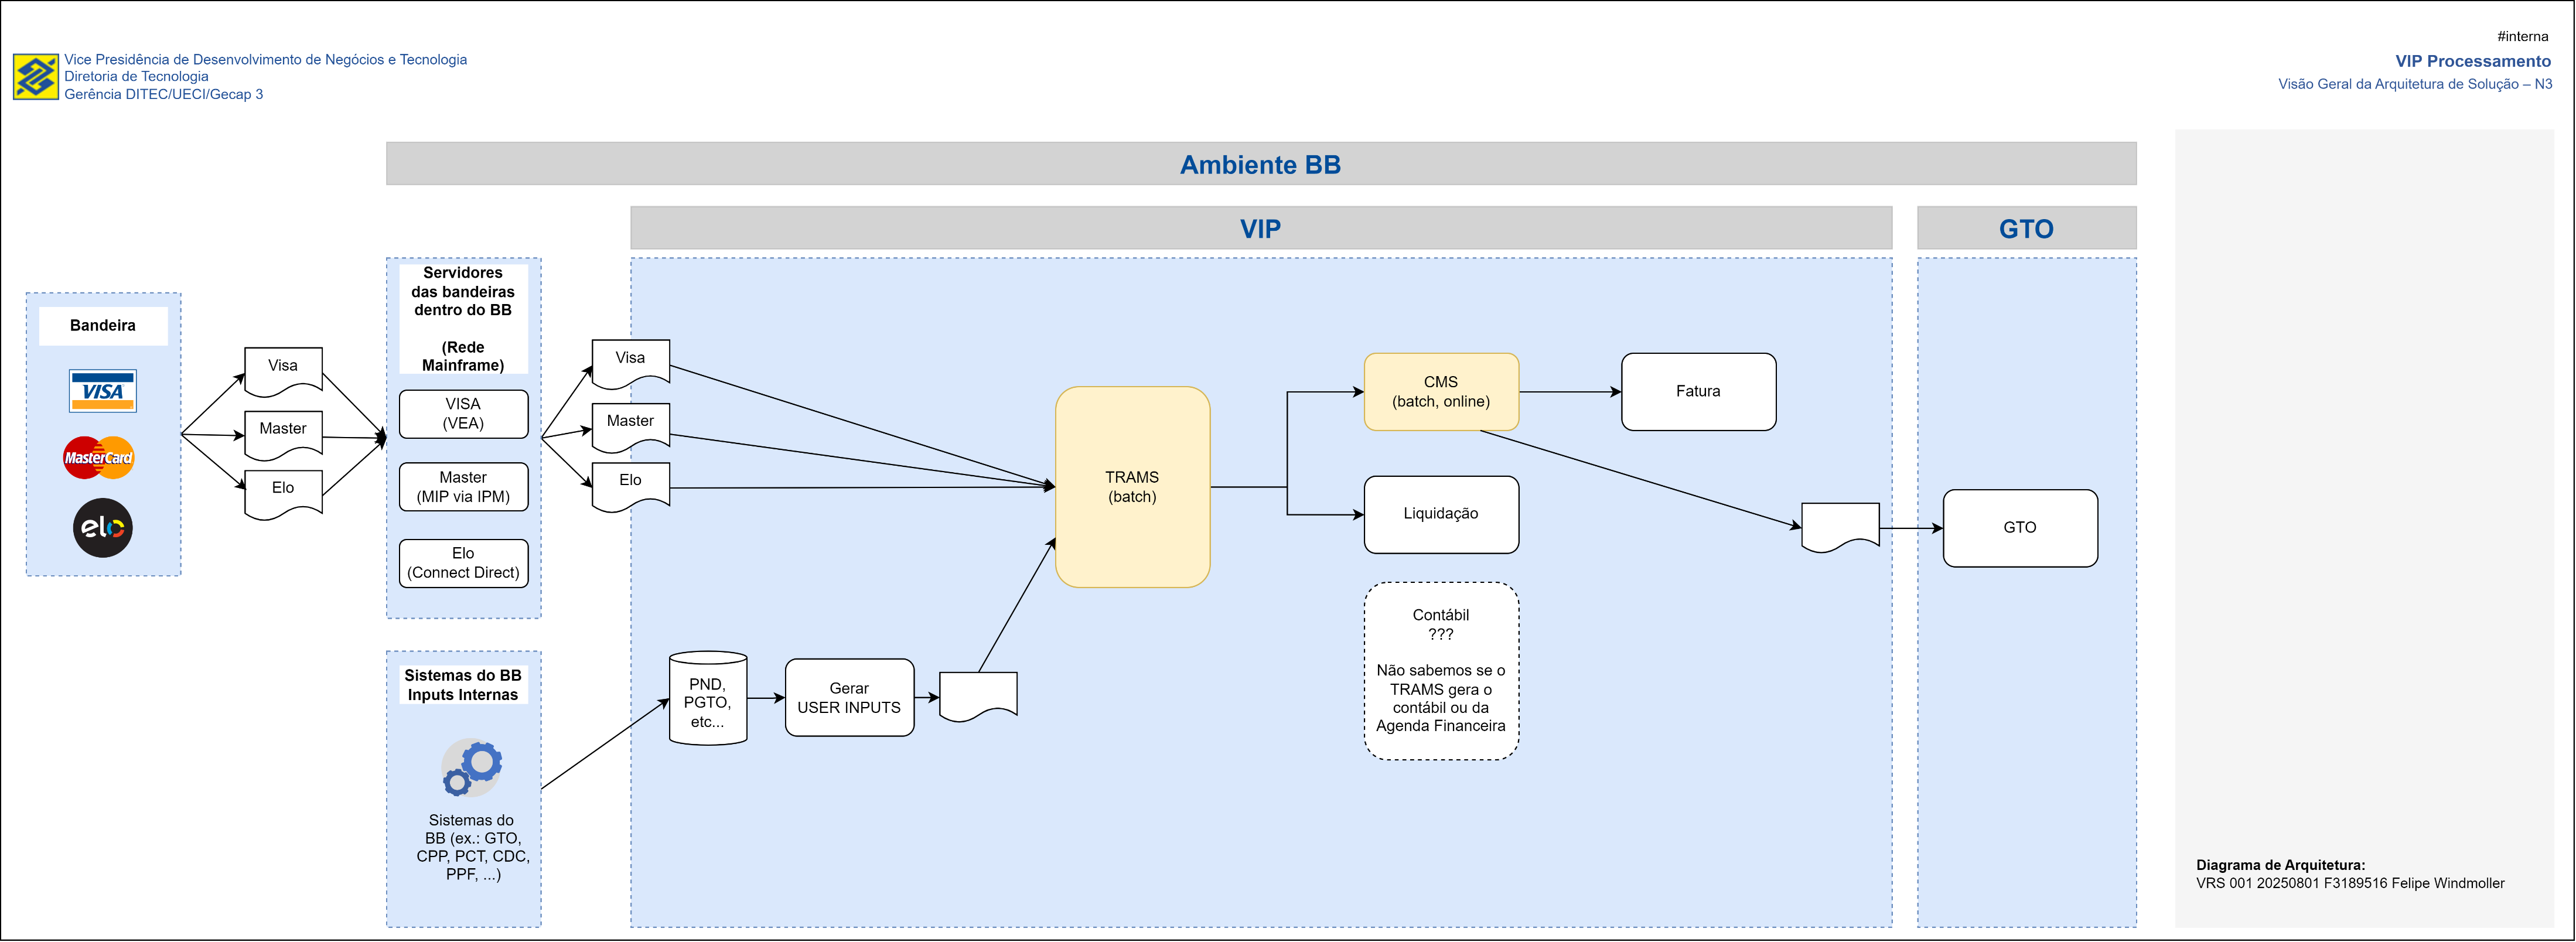 #interna
Vice Presidência de Desenvolvimento de Negócios e Tecnologia
Diretoria de Tecnologia
Gerência DITEC/UECI/Gecap 3
VIP Processamento
Visão Geral da Arquitetura de Solução – N3
Ambiente BB
VIP
GTO
Bandeira
VISA
MasterCard
elo
Visa
Master
Elo
Servidores
das bandeiras
dentro do BB
(Rede
Mainframe)
VISA
(VEA)
Master
(MIP via IPM)
Elo
(Connect Direct)
Visa
Master
Elo
TRAMS
(batch)
CMS
(batch, online)
Fatura
Liquidação
GTO
Contábil
???
Não sabemos se o
TRAMS gera o
contábil ou da
Agenda Financeira
Sistemas do BB
Inputs Internas
Sistemas do
BB (ex.: GTO,
CPP, PCT, CDC,
PPF, ...)
PND,
PGTO,
etc...
Gerar
USER INPUTS
Diagrama de Arquitetura:
VRS 001 20250801 F3189516 Felipe Windmoller